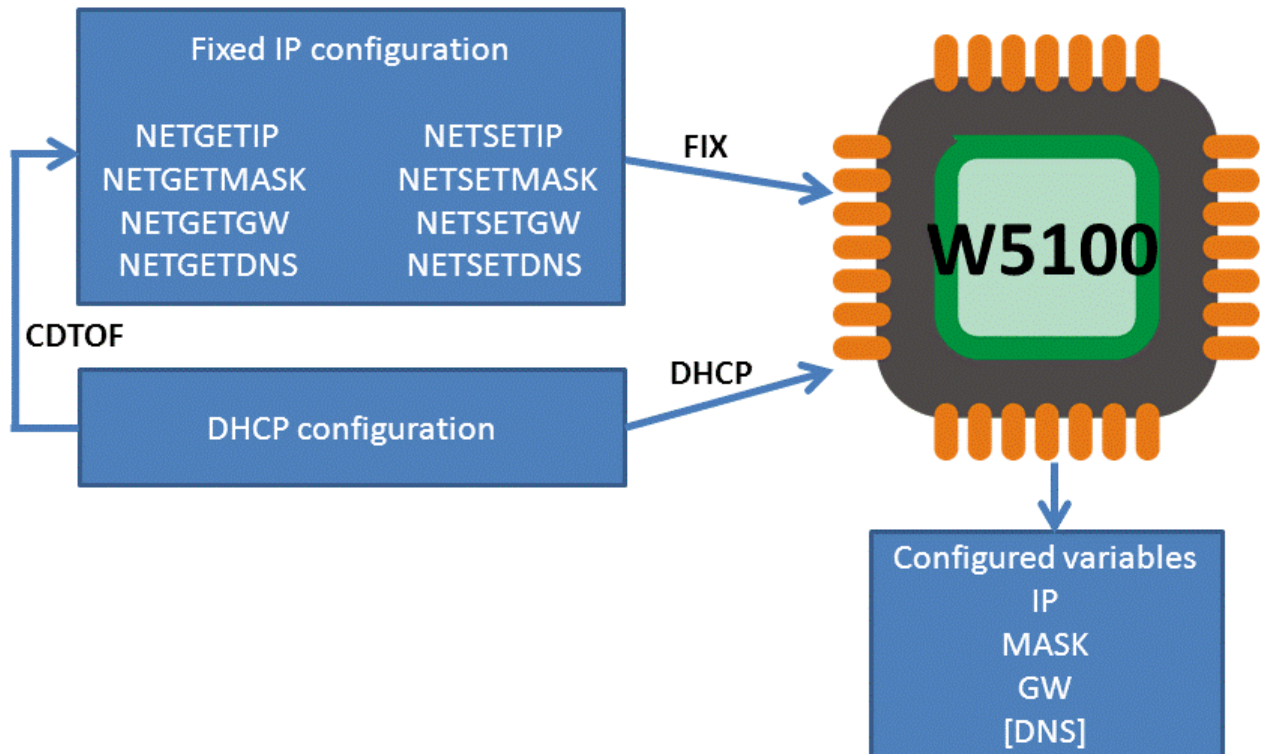 Fixed IP configuration
NETGETIP NETSETIP
NETGETMASK NETSETMASK
NETGETGW NETSETGW
NETGETDNS NETSETDNS
FIX
W5100
CDTOF
DHCP
DHCP configuration
Configured variables
IP
MASK
GW
[DNS]